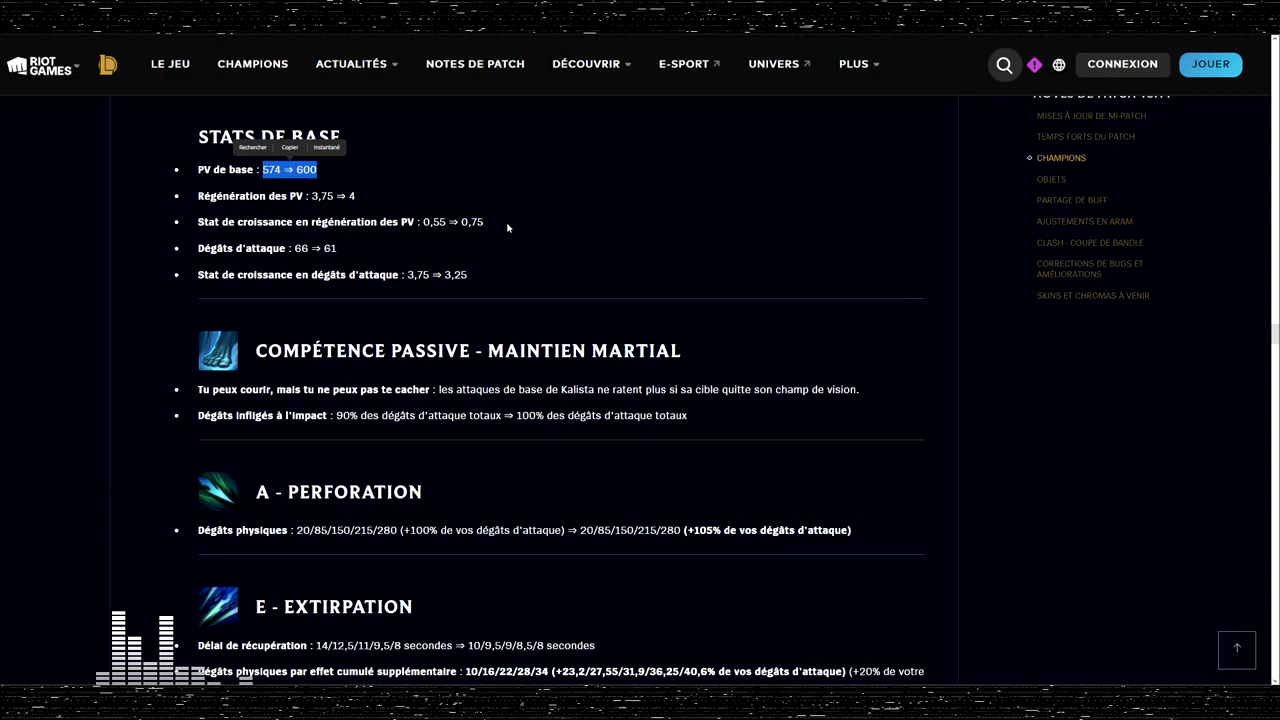 RIOT GAMES
LE JEU
CHAMPIONS
ACTUALITÉS
NOTES DE PATCH
DÉCOUVRIR
E-SPORT
UNIVERS
PLUS
CONNEXION
JOUER
STATS DE BASE
Rechercher
Copier
Instantané
PV de base : 574 ⇒ 600
Régénération des PV : 3,75 ⇒ 4
Stat de croissance en régénération des PV : 0,55 ⇒ 0,75
Dégâts d'attaque : 66 ⇒ 61
Stat de croissance en dégâts d'attaque : 3,75 ⇒ 3,25
COMPÉTENCE PASSIVE - MAINTIEN MARTIAL
Tu peux courir, mais tu ne peux pas te cacher : les attaques de base de Kalista ne ratent plus si sa cible quitte son champ de vision.
Dégâts infligés à l'impact : 90% des dégâts d'attaque totaux ⇒ 100% des dégâts d'attaque totaux
A - PERFORATION
Dégâts physiques : 20/85/150/215/280 (+100% de vos dégâts d'attaque) ⇒ 20/85/150/215/280 (+105% de vos dégâts d'attaque)
E - EXTIRPATION
Délai de récupération : 14/12,5/11/9,5/8 secondes ⇒ 10/9,5/9/8,5/8 secondes
Dégâts physiques par effet cumulé supplémentaire : 10/16/22/28/34 (+23,2/27,55/31,9/36,25/40,6% de vos dégâts d'attaque) (+20% de votre
NOTES DE PATCH
MISES À JOUR DE MI-PATCH
TEMPS FORTS DU PATCH
CHAMPIONS
OBJETS
PARTAGE DE BUFF
AJUSTEMENTS EN ARAM
CLASH - COUPE DE BANDLE
CORRECTIONS DE BUGS ET
AMÉLIORATIONS
SKINS ET CHROMAS À VENIR